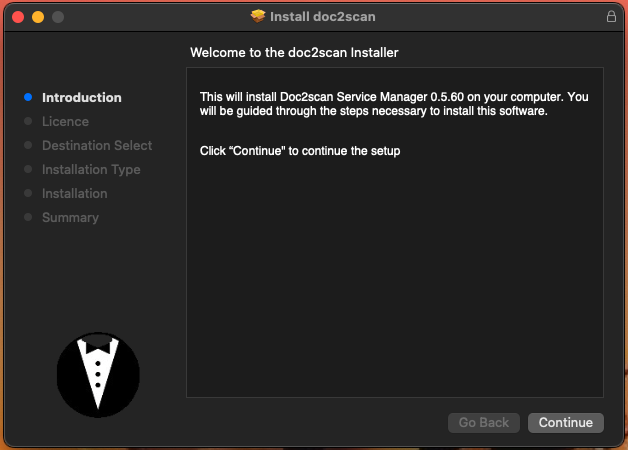 Install doc2scan
Welcome to the doc2scan Installer
Introduction
Licence
Destination Select
Installation Type
Installation
Summary
This will install Doc2scan Service Manager 0.5.60 on your computer. You
will be guided through the steps necessary to install this software.
Click “Continue" to continue the setup
Go Back
Continue